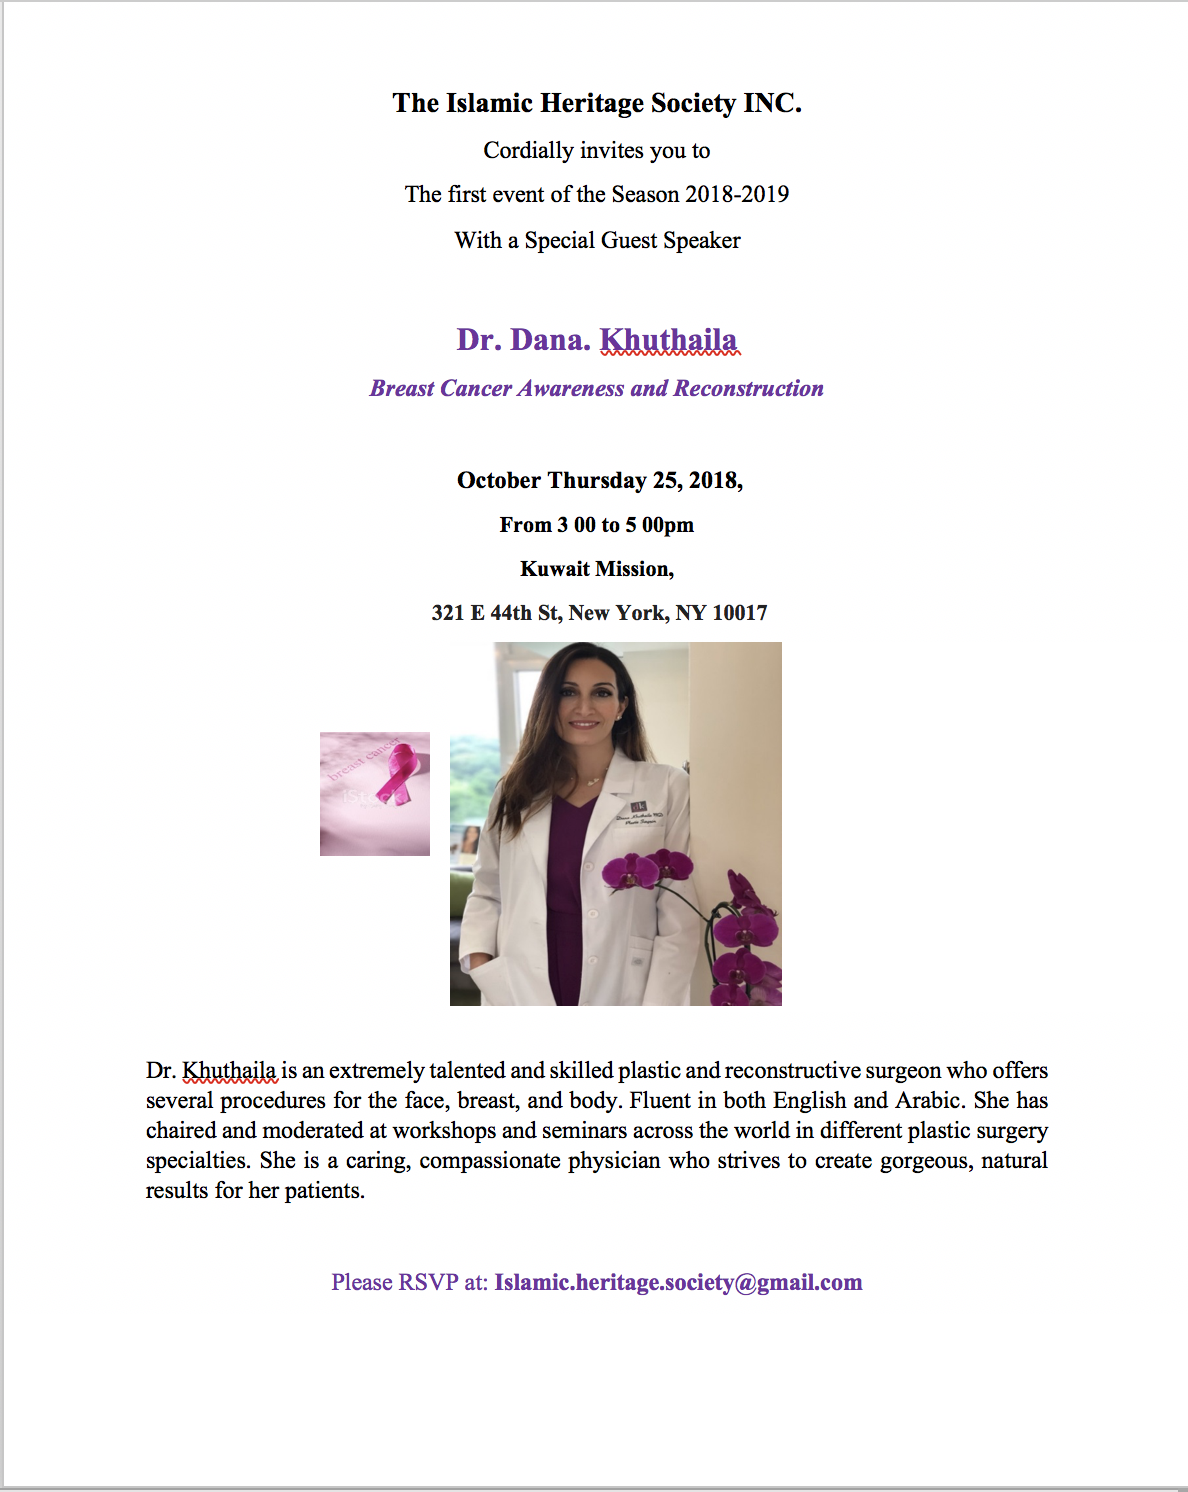 The Islamic Heritage Society INC.
Cordially invites you to
The first event of the Season 2018-2019
With a Special Guest Speaker
Dr. Dana. Khuthaila
Breast Cancer Awareness and Reconstruction
October Thursday 25, 2018,
From 3 00 to 5 00pm
Kuwait Mission,
321 E 44th St, New York, NY 10017
breast cancer
iStock
Dana Khuthaila MD
Plastic Surgeon
Dr. Khuthaila is an extremely talented and skilled plastic and reconstructive surgeon who offers
several procedures for the face, breast, and body. Fluent in both English and Arabic. She has
chaired and moderated at workshops and seminars across the world in different plastic surgery
specialties. She is a caring, compassionate physician who strives to create gorgeous, natural
results for her patients.
Please RSVP at: Islamic.heritage.society@gmail.com